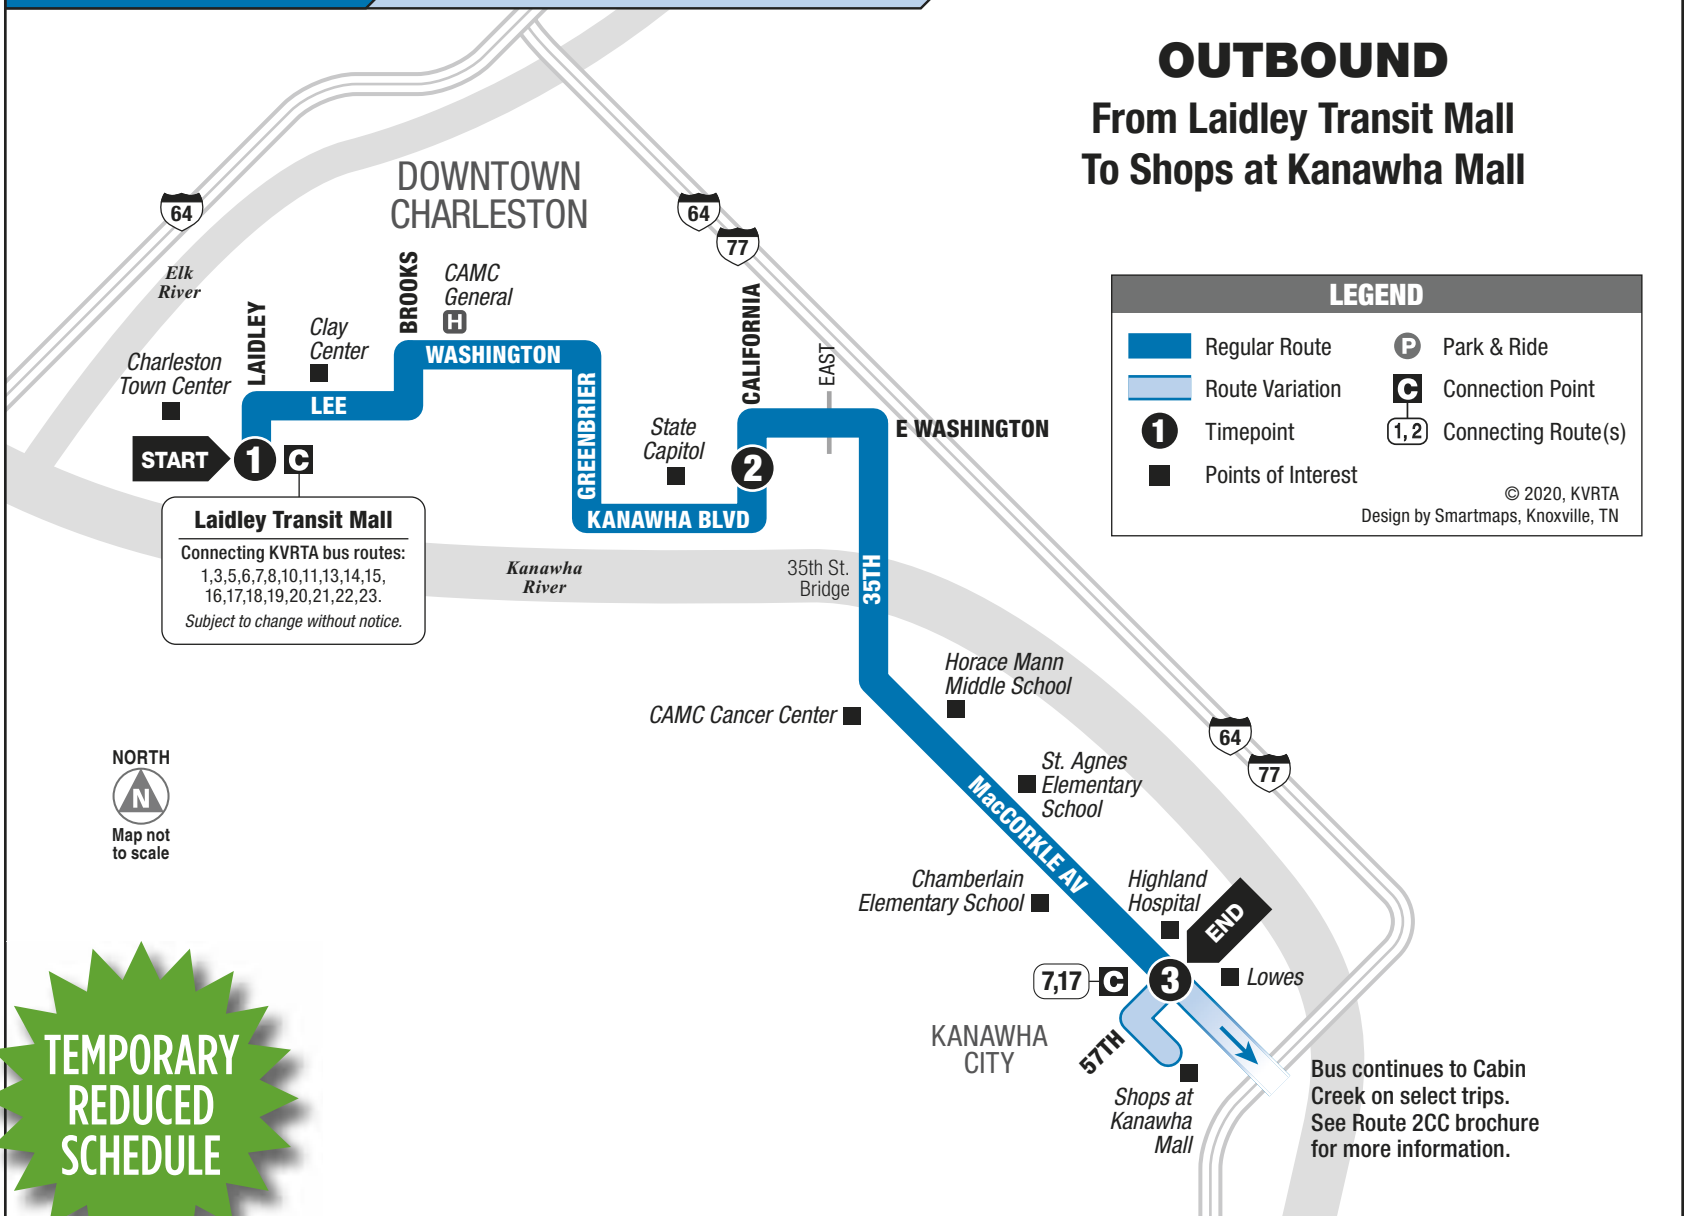 OUTBOUND
From Laidley Transit Mall
To Shops at Kanawha Mall
DOWNTOWN
CHARLESTON
64
64
77
Elk
River
LAIDLEY
BROOKS
CAMC
General
H
Clay
Center
Charleston
Town Center
WASHINGTON
LEE
GREENBRIER
CALIFORNIA
EAST
E WASHINGTON
State
Capitol
START
1
C
2
KANAWHA BLVD
Laidley Transit Mall
Connecting KVRTA bus routes:
1,3,5,6,7,8,10,11,13,14,15,
16,17,18,19,20,21,22,23.
Subject to change without notice.
Kanawha
River
35th St.
Bridge
35TH
LEGEND
Regular Route
P
Park & Ride
Route Variation
C
Connection Point
1
Timepoint
1, 2
Connecting Route(s)
Points of Interest
© 2020, KVRTA
Design by Smartmaps, Knoxville, TN
Horace Mann
Middle School
CAMC Cancer Center
64
77
NORTH
N
Map not
to scale
St. Agnes
Elementary
School
MacCORKLE AV
Chamberlain
Elementary School
Highland
Hospital
END
7,17
C
3
Lowes
KANAWHA
CITY
57TH
Shops at
Kanawha
Mall
Bus continues to Cabin
Creek on select trips.
See Route 2CC brochure
for more information.
TEMPORARY
REDUCED
SCHEDULE